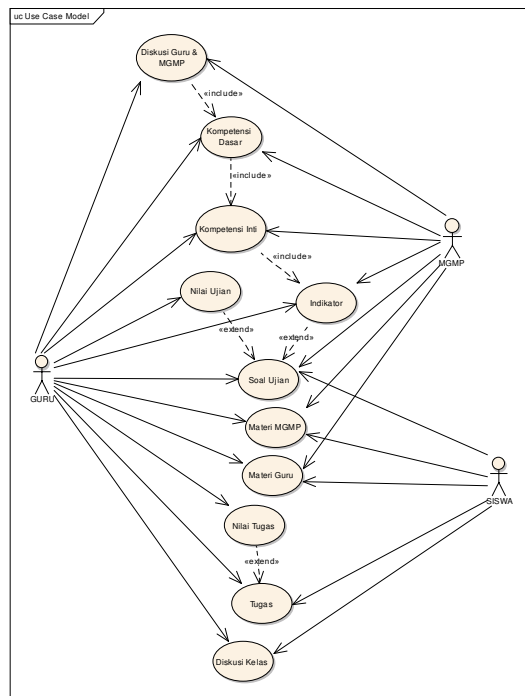 uc Use Case Model
Diskusi Guru &
MGMP
«include»
Kompetensi
Dasar
«include»
Kompetensi Inti
MGMP
«include»
Nilai Ujian
Indikator
«extend»
«extend»
GURU
Soal Ujian
Materi MGMP
Materi Guru
SISWA
Nilai Tugas
«extend»
Tugas
Diskusi Kelas